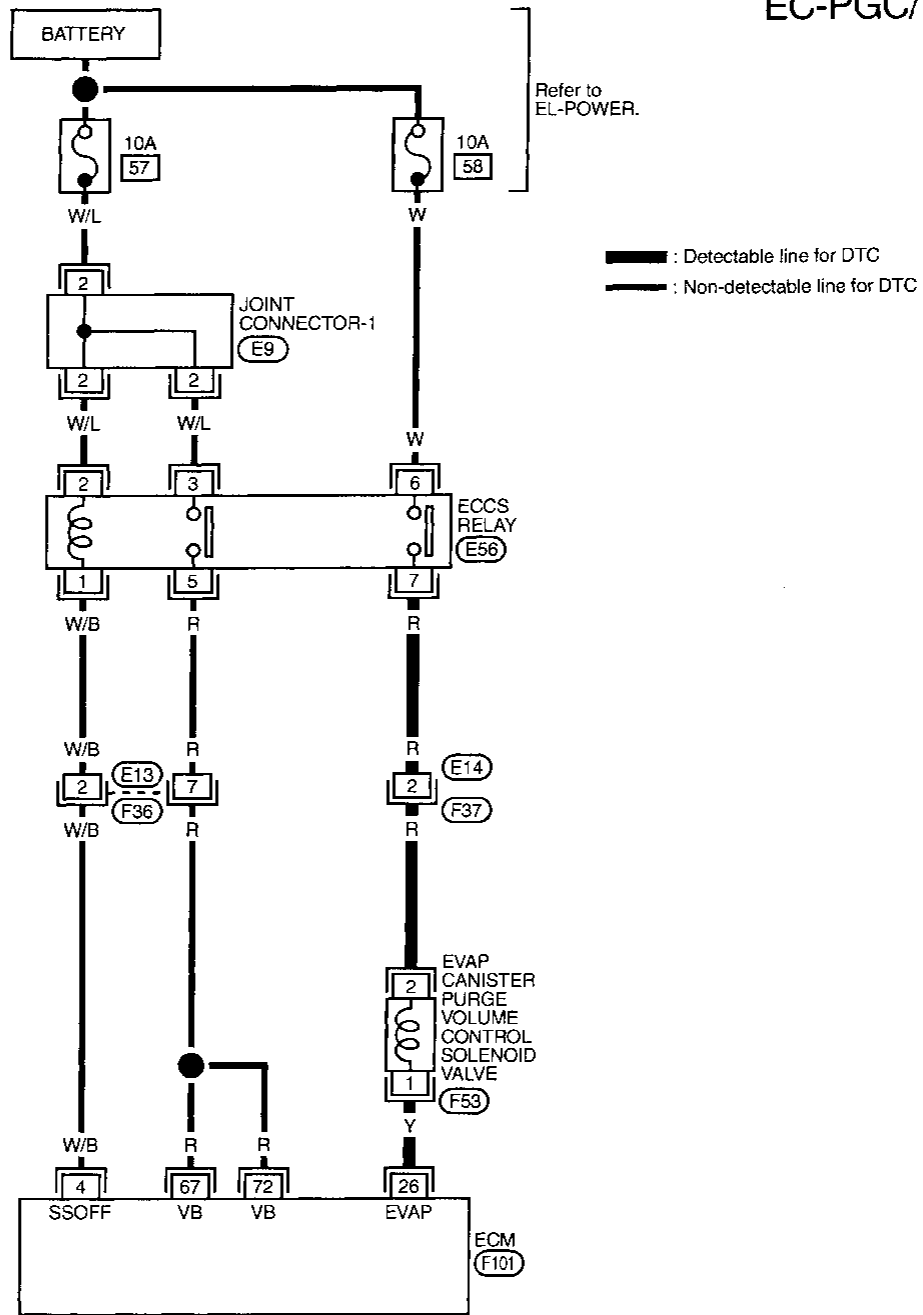 EC-PGC/
BATTERY
Refer to
EL-POWER.
10A
57
10A
58
W/L
W
: Detectable line for DTC
: Non-detectable line for DTC
2
JOINT
CONNECTOR-1
E9
2
2
W/L
W/L
W
2
3
6
ECCS
RELAY
E56
1
5
7
W/B
R
R
W/B
R
R
2
E13
F36
7
2
E14
F37
W/B
R
R
2
EVAP
CANISTER
PURGE
VOLUME
CONTROL
SOLENOID
VALVE
1
F53
Y
W/B
R
R
4
67
72
26
SSOFF
VB
VB
EVAP
ECM
F101